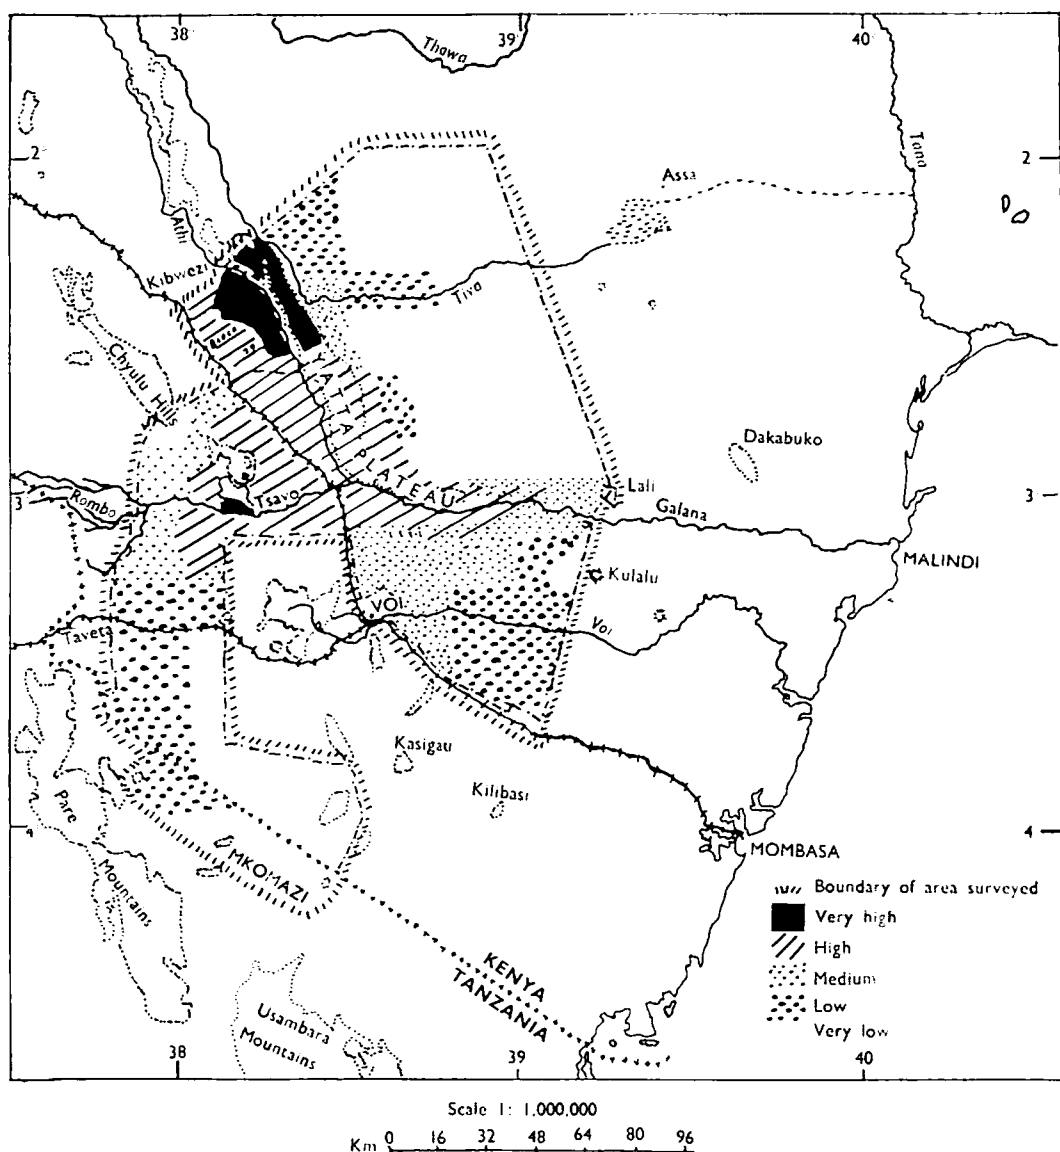 38
39
40
Thawa
2
2
Tana
Assa
Athi
Kibwezi
Tiva
Chyulu Hills
YATTA PLATEAU
Dakabuko
Lali
3
Rombo
Tsavo
Galana
3
MALINDI
Kulalu
VOI
Voi
Taveta
Kasigau
Kilibasi
Pare
Mountains
4
4
MOMBASA
MKOMAZI
Boundary of area surveyed
Very high
High
Medium
Low
Very low
KENYA
TANZANIA
Usambara
Mountains
38
39
40
Scale 1: 1,000,000
Km 0 16 32 48 64 80 96